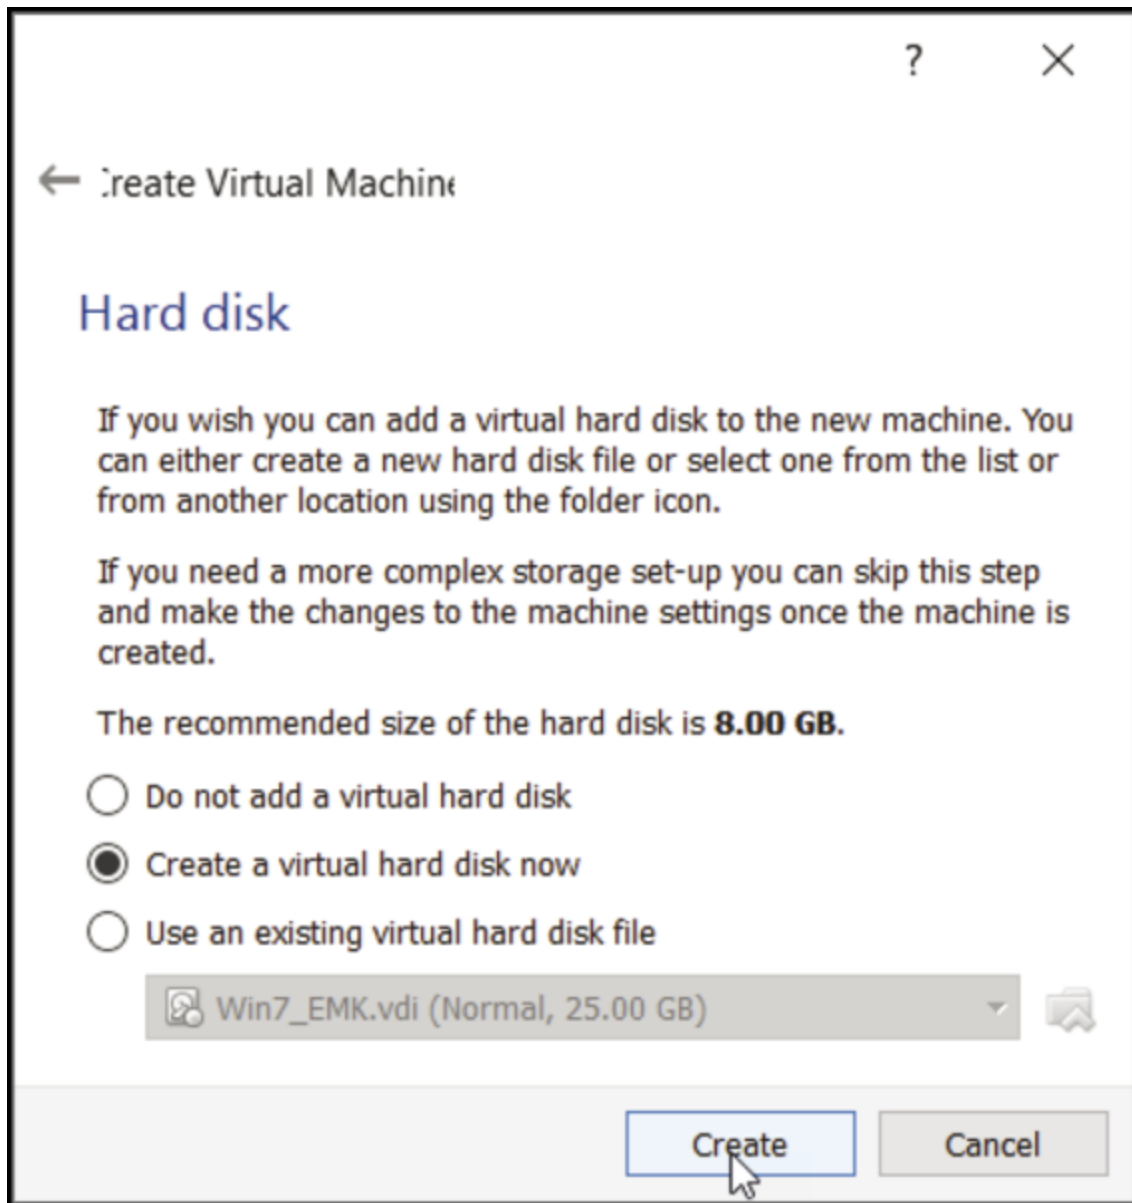 ?
:reate Virtual Machine
Hard disk
If you wish you can add a virtual hard disk to the new machine. You
can either create a new hard disk file or select one from the list or
from another location using the folder icon.
If you need a more complex storage set-up you can skip this step
and make the changes to the machine settings once the machine is
created.
The recommended size of the hard disk is 8.00 GB.
Do not add a virtual hard disk
Create a virtual hard disk now
Use an existing virtual hard disk file
Win7_EMK.vdi (Normal, 25.00 GB)
Create
Cancel